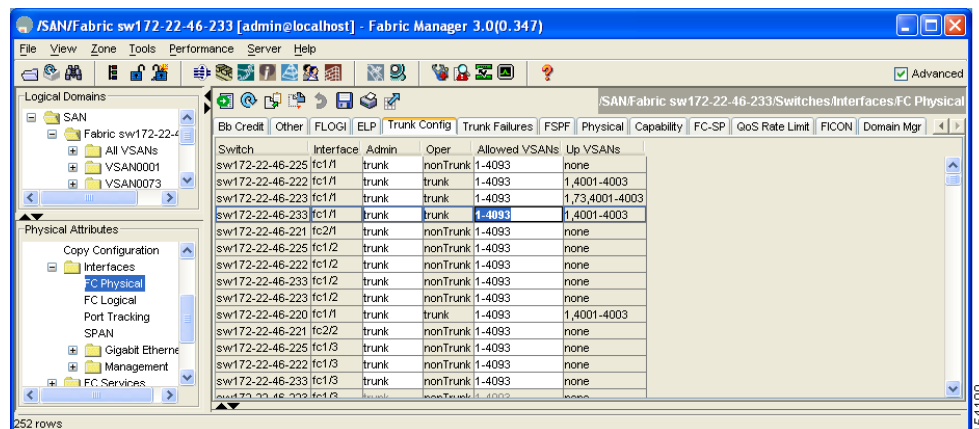 /SAN/Fabric sw172-22-46-233 [admin@localhost] - Fabric Manager 3.0(0.347)
File View Zone Tools Performance Server Help
Advanced
Logical Domains
SAN
Fabric sw172-22-4
All VSANs
VSAN0001
VSAN0073
Physical Attributes
Copy Configuration
Interfaces
FC Physical
FC Logical
Port Tracking
SPAN
Gigabit Etherne
Management
FC Services
/SAN/Fabric sw172-22-46-233/Switches/Interfaces/FC Physical
Bb Credit Other FLOGI ELP Trunk Config Trunk Failures FSPF Physical Capability FC-SP QoS Rate Limit FICON Domain Mgr
Switch Interface Admin Oper Allowed VSANs Up VSANs
sw172-22-46-225 fc1/1 trunk nonTrunk 1-4093 none
sw172-22-46-222 fc1/1 trunk trunk 1-4093 1,4001-4003
sw172-22-46-223 fc1/1 trunk trunk 1-4093 1,73,4001-4003
sw172-22-46-233 fc1/1 trunk trunk 1-4093 1,4001-4003
sw172-22-46-221 fc2/1 trunk nonTrunk 1-4093 none
sw172-22-46-225 fc1/2 trunk nonTrunk 1-4093 none
sw172-22-46-222 fc1/2 trunk nonTrunk 1-4093 none
sw172-22-46-233 fc1/2 trunk nonTrunk 1-4093 none
sw172-22-46-223 fc1/2 trunk nonTrunk 1-4093 none
sw172-22-46-220 fc1/1 trunk trunk 1-4093 1,4001-4003
sw172-22-46-221 fc2/2 trunk nonTrunk 1-4093 none
sw172-22-46-225 fc1/3 trunk nonTrunk 1-4093 none
sw172-22-46-222 fc1/3 trunk nonTrunk 1-4093 none
sw172-22-46-233 fc1/3 trunk nonTrunk 1-4093 none
sw172-22-46-223 fc1/3 trunk nonTrunk 1-4093 none
252 rows